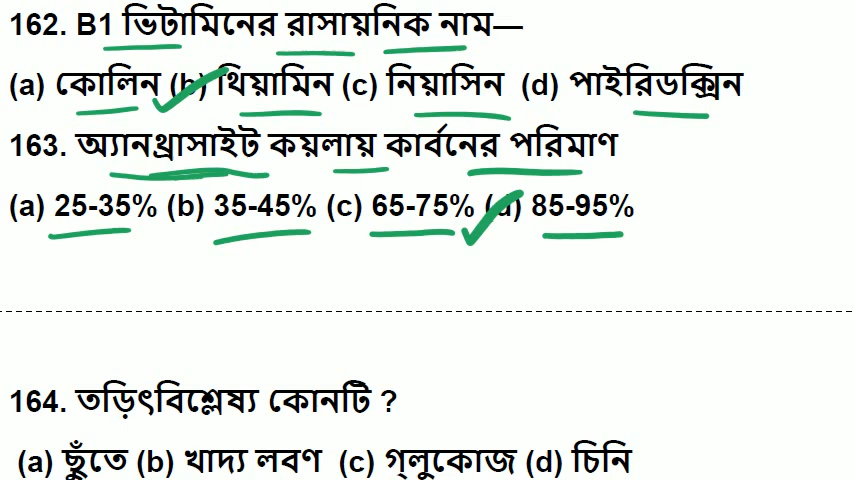 162. B1 ভিটামিনের রাসায়নিক নাম—
(a) কোলিন (b) থিয়ামিন (c) নিয়াসিন (d) পাইরিডক্সিন
163. অ্যানথ্রাসাইট কয়লায় কার্বনের পরিমাণ
(a) 25-35% (b) 35-45% (c) 65-75% (d) 85-95%
164. তড়িৎবিশ্লেষ্য কোনটি ?
(a) ছুঁতে (b) খাদ্য লবণ (c) গ্লুকোজ (d) চিনি